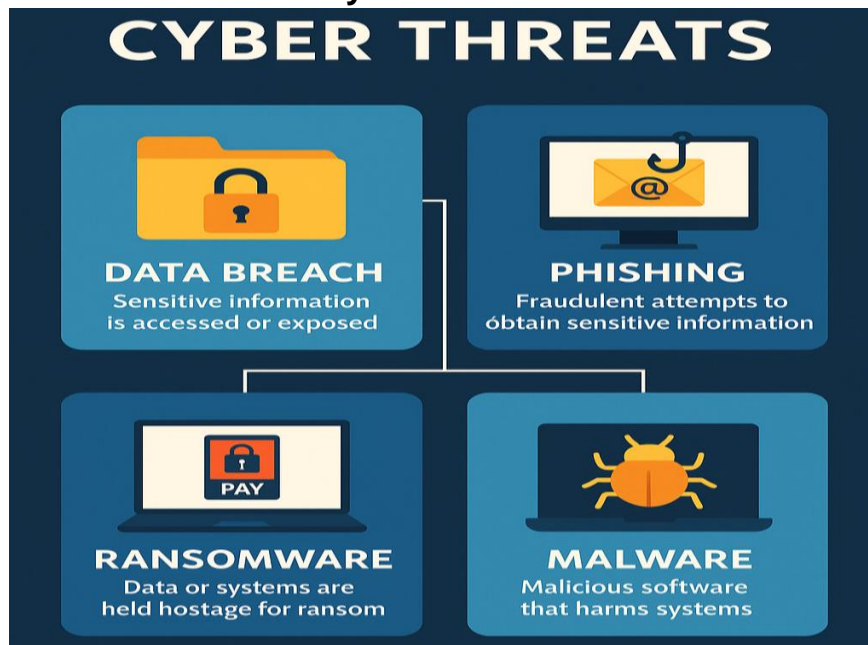 CYBER THREATS
DATA BREACH
Sensitive information
is accessed or exposed
@
PHISHING
Fraudulent attempts to
óbtain sensitive information
PAY
RANSOMWARE
Data or systems are
held hostage for ransom
MALWARE
Malicious software
that harms systems